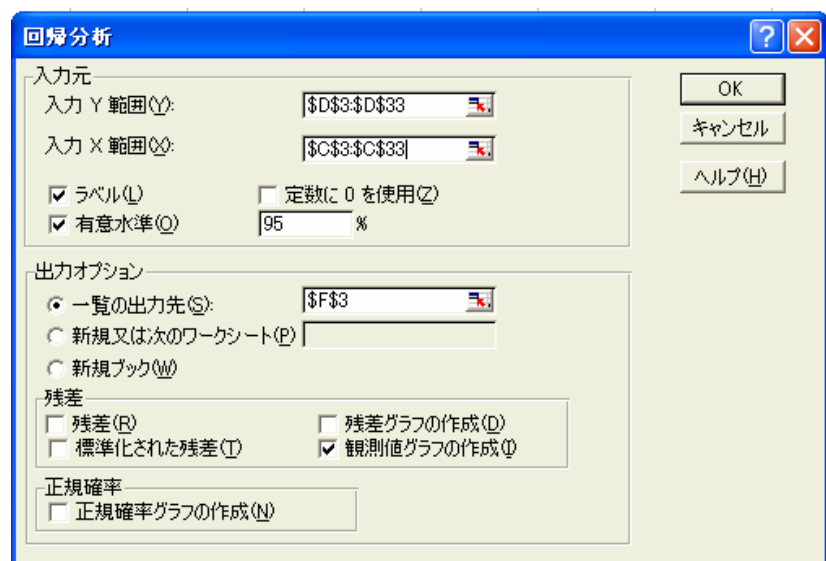 回帰分析
入力元
入力 Y 範囲(Y): $D$3:$D$33
入力 X 範囲(X): $C$3:$C$33
ラベル(L) 定数に 0 を使用(Z)
有意水準(O) 95 %
OK
キャンセル
ヘルプ(H)
出力オプション
一覧の出力先(S): $F$3
新規又は次のワークシート(P)
新規ブック(W)
残差
残差(R) 残差グラフの作成(D)
標準化された残差(T) 観測値グラフの作成(I)
正規確率
正規確率グラフの作成(N)